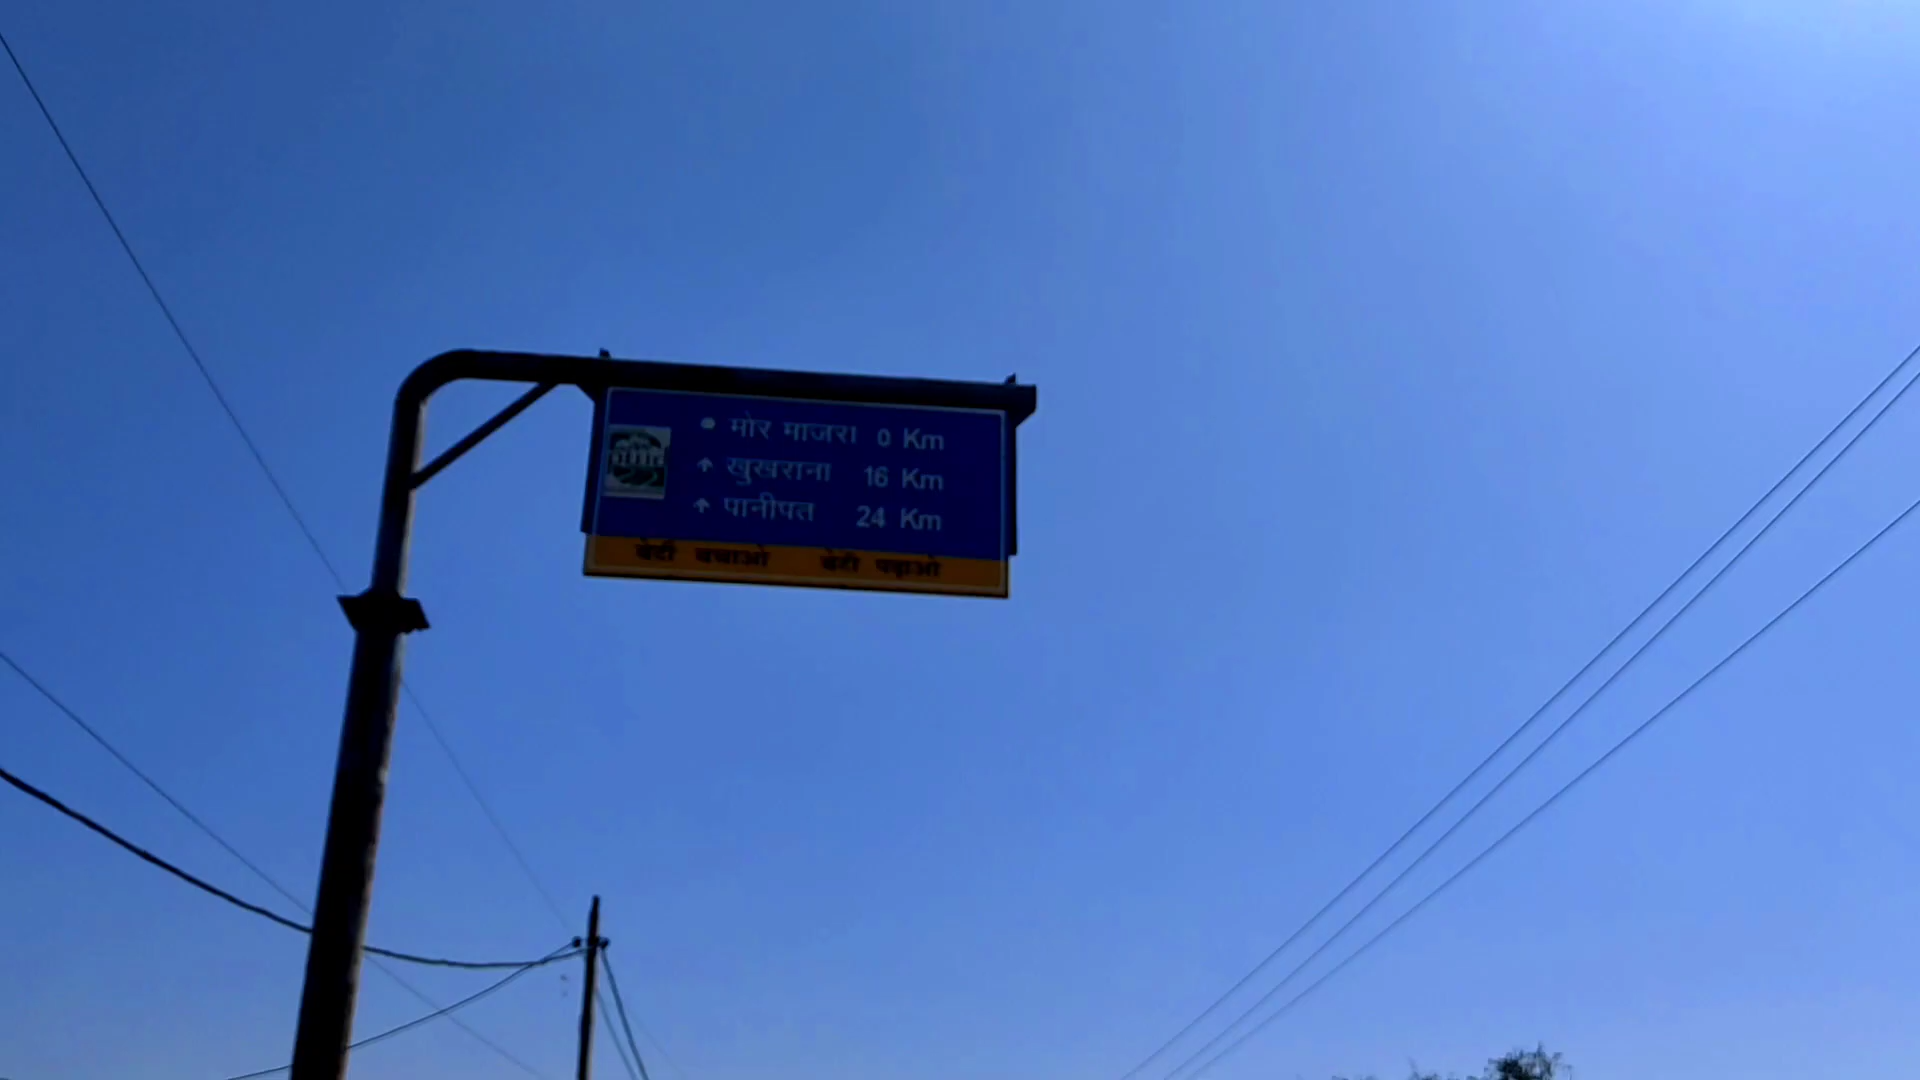 मोर माजरा 0 Km
खुखराना 16 Km
पानीपत 24 Km
बेटी बचाओ बेटी पढ़ाओ